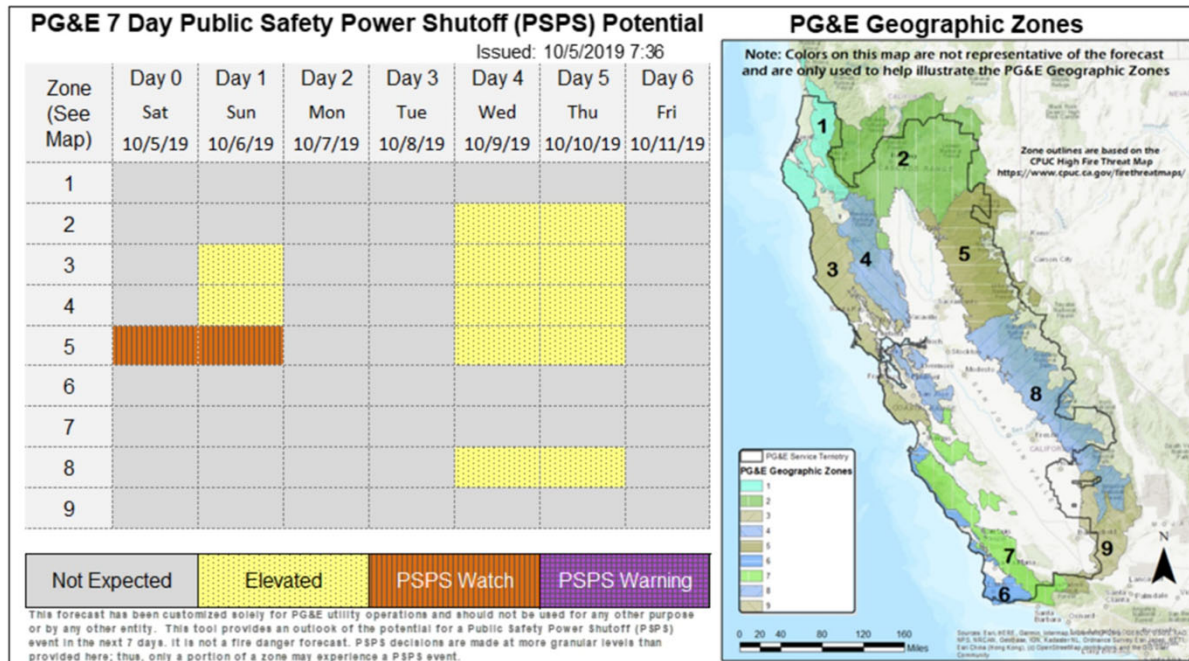 PG&E 7 Day Public Safety Power Shutoff (PSPS) Potential
Issued: 10/5/2019 7:36
Zone (See Map) Day 0 Day 1 Day 2 Day 3 Day 4 Day 5 Day 6
Sat Sun Mon Tue Wed Thu Fri
10/5/19 10/6/19 10/7/19 10/8/19 10/9/19 10/10/19 10/11/19
1
2
3
4
5
6
7
8
9
Not Expected Elevated PSPS Watch PSPS Warning
This forecast has been customized solely for PG&E utility operations and should not be used for any other purpose
or by any other entity. This tool provides an outlook of the potential for a Public Safety Power Shutoff (PSPS)
event in the next 7 days. It is not a fire danger forecast. PSPS decisions are made at more granular levels than
provided here; thus, only a portion of a zone may experience a PSPS event.
PG&E Geographic Zones
Note: Colors on this map are not representative of the forecast
and are only used to help illustrate the PG&E Geographic Zones
Zone outlines are based on the
CPUC High Fire Threat Map
https://www.cpuc.ca.gov/firethreatmaps/
1
2
3
4
5
8
7
6
9
Carson City
Sacramento
Vacaville
Stockton
Modesto
Fresno
Santa Barbara
Palmdale
N
PG&E Service Territory
PG&E Geographic Zones
1
2
3
4
5
6
7
8
9
0 20 40 80 120 160
Miles